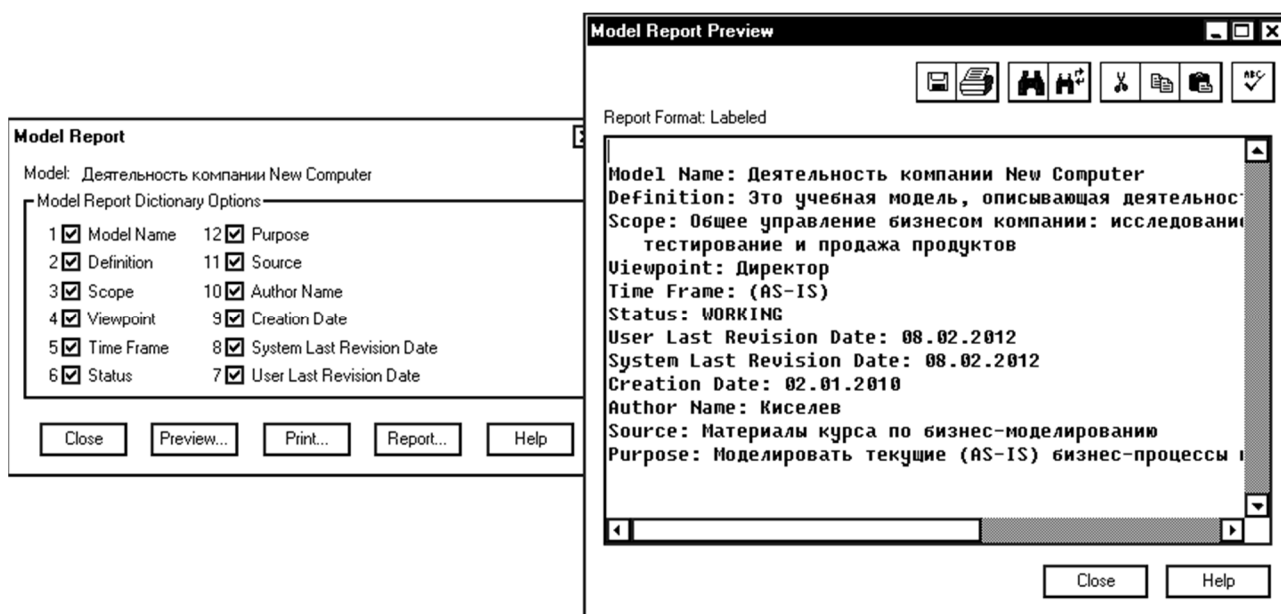 Model Report
Model: Деятельность компании New Computer
Model Report Dictionary Options
1 Model Name 12 Purpose
2 Definition 11 Source
3 Scope 10 Author Name
4 Viewpoint 9 Creation Date
5 Time Frame 8 System Last Revision Date
6 Status 7 User Last Revision Date
Close Preview... Print... Report... Help
Model Report Preview
ABC
Report Format: Labeled
Model Name: Деятельность компании New Computer
Definition: Это учебная модель, описывающая деятельнос
Scope: Общее управление бизнесом компании: исследовани
тестирование и продажа продуктов
Viewpoint: Директор
Time Frame: (AS-IS)
Status: WORKING
User Last Revision Date: 08.02.2012
System Last Revision Date: 08.02.2012
Creation Date: 02.01.2010
Author Name: Киселев
Source: Материалы курса по бизнес-моделированию
Purpose: Моделировать текущие (AS-IS) бизнес-процессы
Close Help